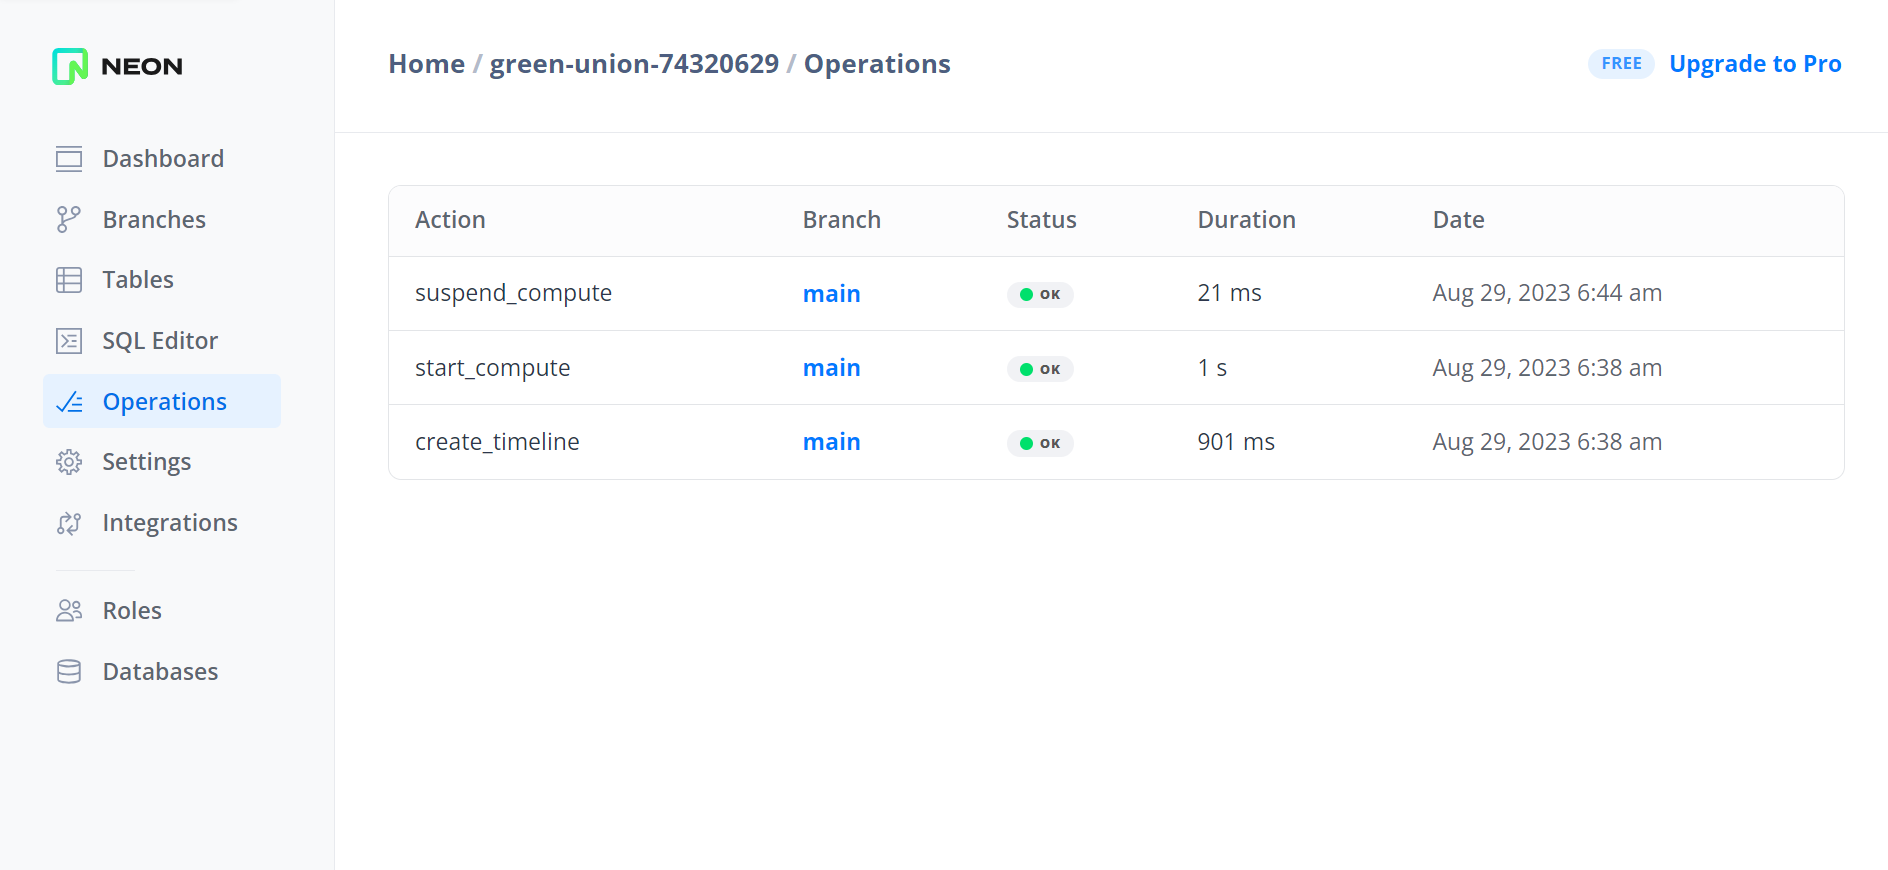 NEON
Home / green-union-74320629 / Operations
FREE Upgrade to Pro
Dashboard
Branches
Tables
SQL Editor
Operations
Settings
Integrations
Roles
Databases
Action Branch Status Duration Date
suspend_compute main OK 21 ms Aug 29, 2023 6:44 am
start_compute main OK 1 s Aug 29, 2023 6:38 am
create_timeline main OK 901 ms Aug 29, 2023 6:38 am